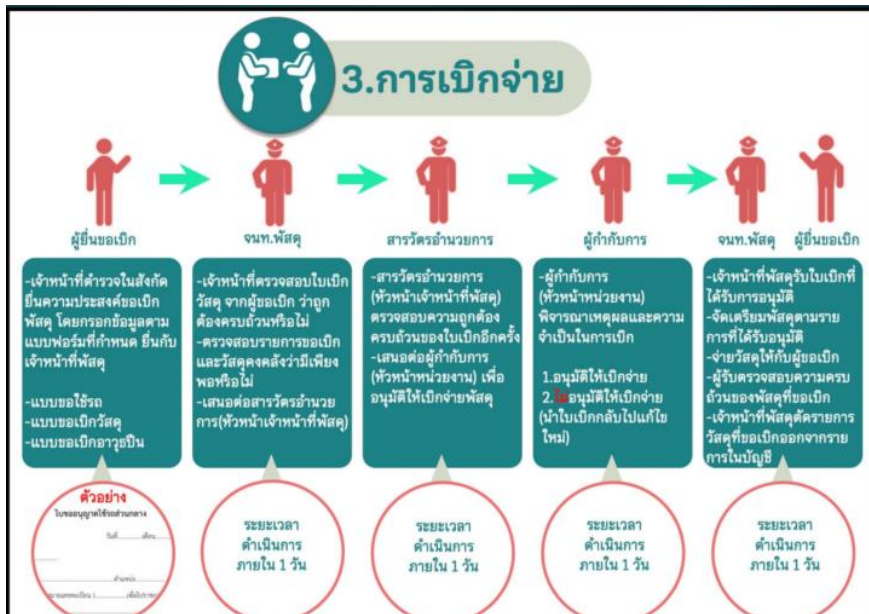 3.การเบิกจ่าย
ผู้ยื่นขอเบิก
จนท.พัสดุ
สารวัตรอำนวยการ
ผู้กำกับการ
จนท.พัสดุ
ผู้ยื่นขอเบิก
-เจ้าหน้าที่ตำรวจในสังกัด
ยื่นความประสงค์ขอเบิก
พัสดุ โดยกรอกข้อมูลตาม
แบบฟอร์มที่กำหนด ยื่นกับ
เจ้าหน้าที่พัสดุ
-แบบขอใช้รถ
-แบบขอเบิกวัสดุ
-แบบขอเบิกอาวุธปืน
-เจ้าหน้าที่ตรวจสอบใบเบิก
วัสดุ จากผู้ขอเบิก ว่าถูก
ต้องครบถ้วนหรือไม่
-ตรวจสอบรายการขอเบิก
และวัสดุคงคลังว่ามีเพียง
พอหรือไม่
-เสนอต่อสารวัตรอำนวย
การ(หัวหน้าเจ้าหน้าที่พัสดุ)
-สารวัตรอำนวยการ
(หัวหน้าเจ้าหน้าที่พัสดุ)
ตรวจสอบความถูกต้อง
ครบถ้วนของใบเบิกอีกครั้ง
-เสนอต่อผู้กำกับการ
(หัวหน้าหน่วยงาน) เพื่อ
อนุมัติให้เบิกจ่ายพัสดุ
-ผู้กำกับการ
(หัวหน้าหน่วยงาน)
พิจารณาเหตุผลและความ
จำเป็นในการเบิก
1.อนุมัติให้เบิกจ่าย
2.ไม่อนุมัติให้เบิกจ่าย
(นำใบเบิกกลับไปแก้ไข
ใหม่)
-เจ้าหน้าที่พัสดุรับใบเบิกที่
ได้รับการอนุมัติ
-จัดเตรียมพัสดุตามราย
การที่ได้รับอนุมัติ
-จ่ายวัสดุให้กับผู้ขอเบิก
-ผู้รับตรวจสอบความครบ
ถ้วนของพัสดุที่ขอเบิก
-เจ้าหน้าที่พัสดุตัดรายการ
วัสดุที่ขอเบิกออกจากราย
การในบัญชี
ตัวอย่าง
ใบขออนุญาตใช้รถส่วนกลาง
วันที่..........เดือน.....
ตำแหน่ง
ระยะเวลา
ดำเนินการ
ภายใน 1 วัน
ระยะเวลา
ดำเนินการ
ภายใน 1 วัน
ระยะเวลา
ดำเนินการ
ภายใน 1 วัน
ระยะเวลา
ดำเนินการ
ภายใน 1 วัน